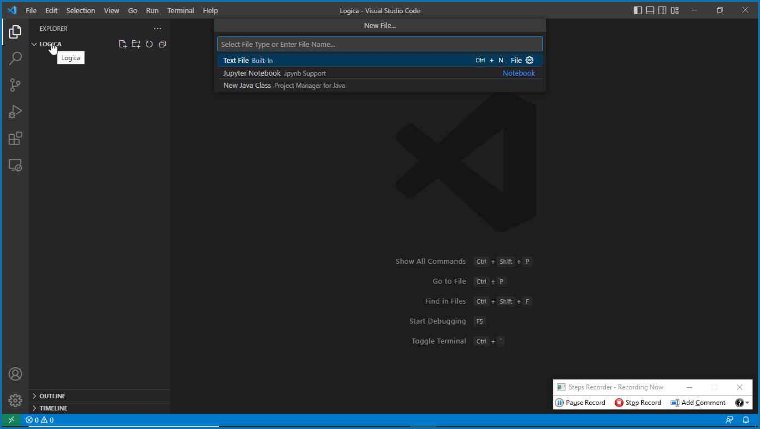 File Edit Selection View Go Run Terminal Help Logica - Visual Studio Code
EXPLORER
New File...
LOGICA
Select File Type or Enter File Name...
Logica
Text File Built-In Ctrl + N File
Jupyter Notebook .ipynb Support Notebook
New Java Class Project Manager for Java
Show All Commands Ctrl + Shift + P
Go to File Ctrl + P
Find in Files Ctrl + Shift + F
Start Debugging F5
Toggle Terminal Ctrl + `
Steps Recorder - Recording Now
Pause Record Stop Record Add Comment
OUTLINE
TIMELINE
0 0